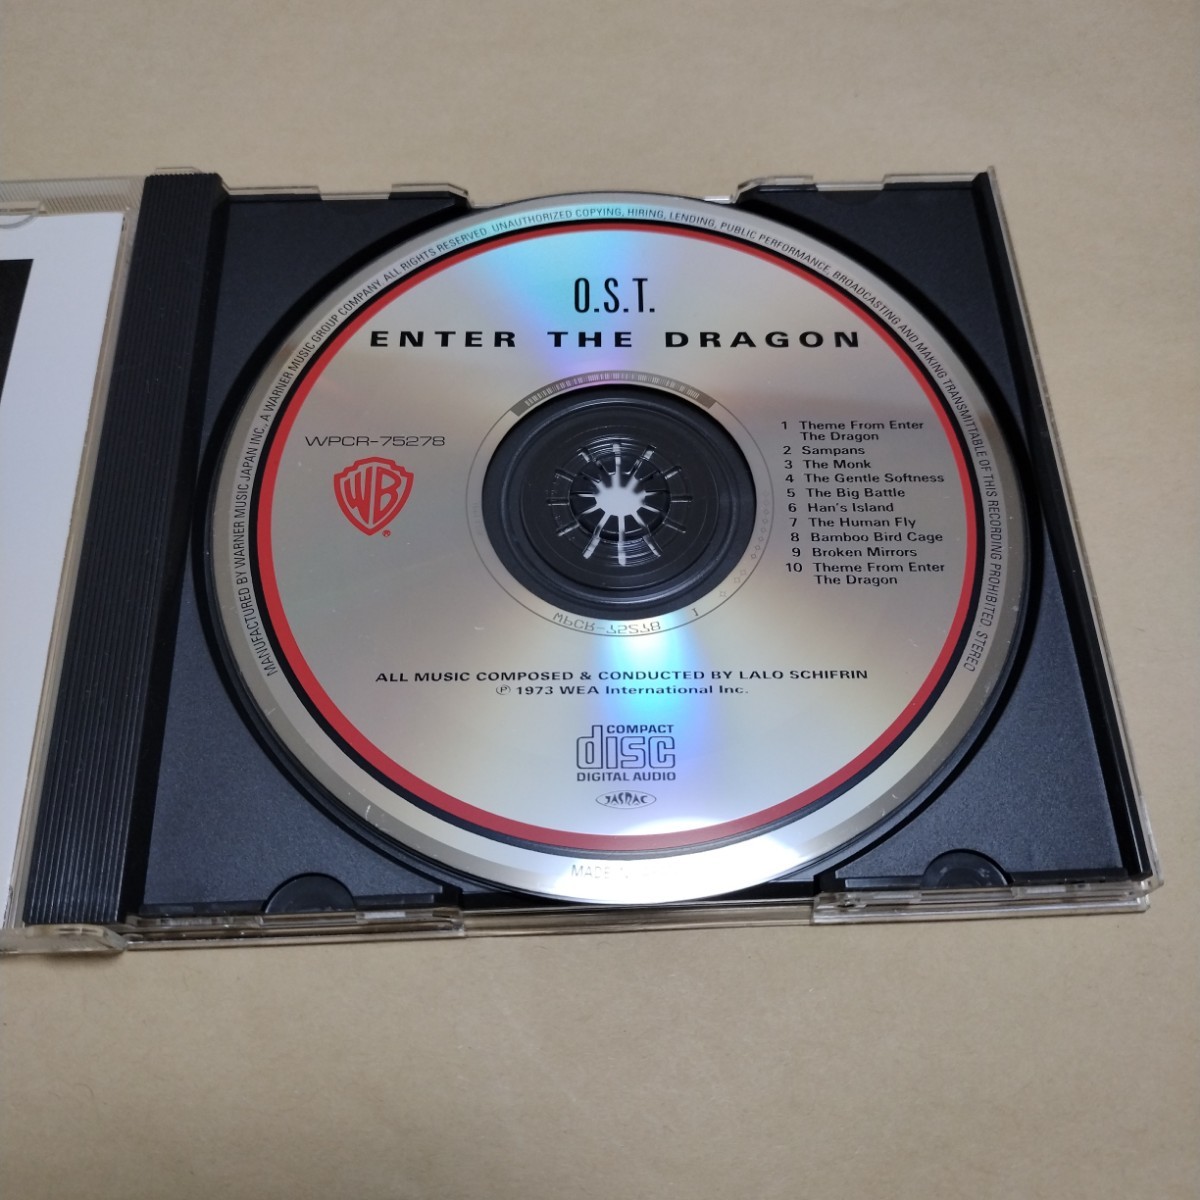 O.S.T.
ENTER THE DRAGON
WPCR-75278
WB
®
1 Theme From Enter
The Dragon
2 Sampans
3 The Monk
4 The Gentle Softness
5 The Big Battle
6 Han's Island
7 The Human Fly
8 Bamboo Bird Cage
9 Broken Mirrors
10 Theme From Enter
The Dragon
WPCR-75278 1
ALL MUSIC COMPOSED & CONDUCTED BY LALO SCHIFRIN
℗ 1973 WEA International Inc.
COMPACT
disc
DIGITAL AUDIO
JASRAC
MANUFACTURED BY WARNER MUSIC JAPAN INC., A WARNER MUSIC GROUP COMPANY ALL RIGHTS RESERVED. UNAUTHORIZED COPYING, HIRING, LENDING, PUBLIC PERFORMANCE, BROADCASTING AND MAKING TRANSMITTABLE OF THIS RECORDING PROHIBITED. STEREO
MADE